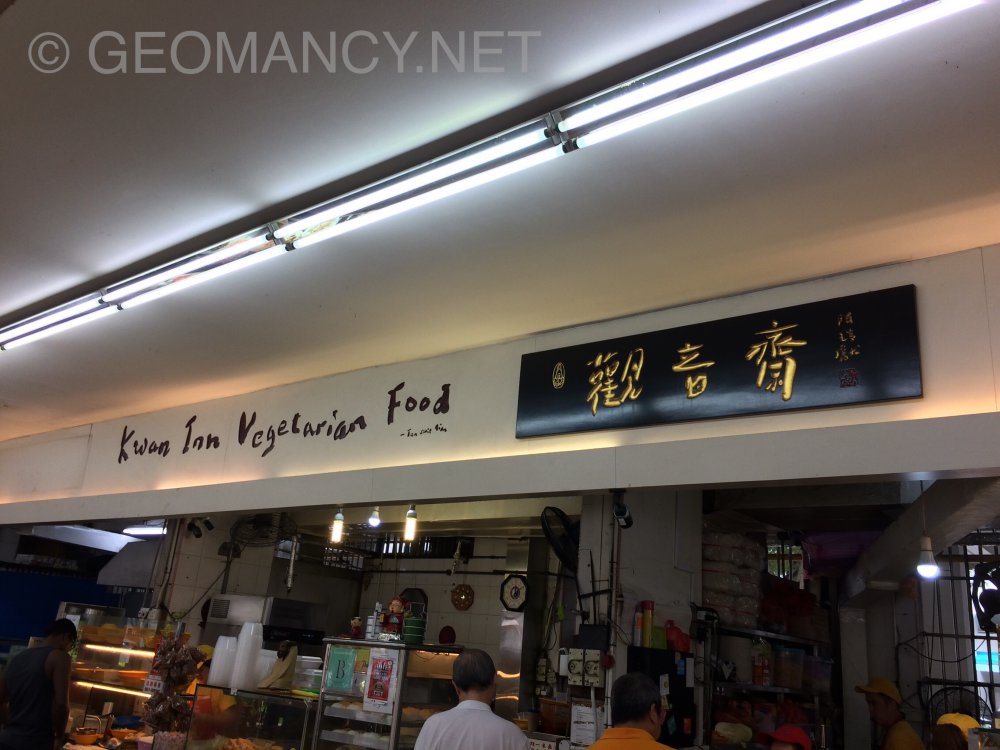 © GEOMANCY.NET
Kwan Inn Vegetarian Food
觀音齋
B